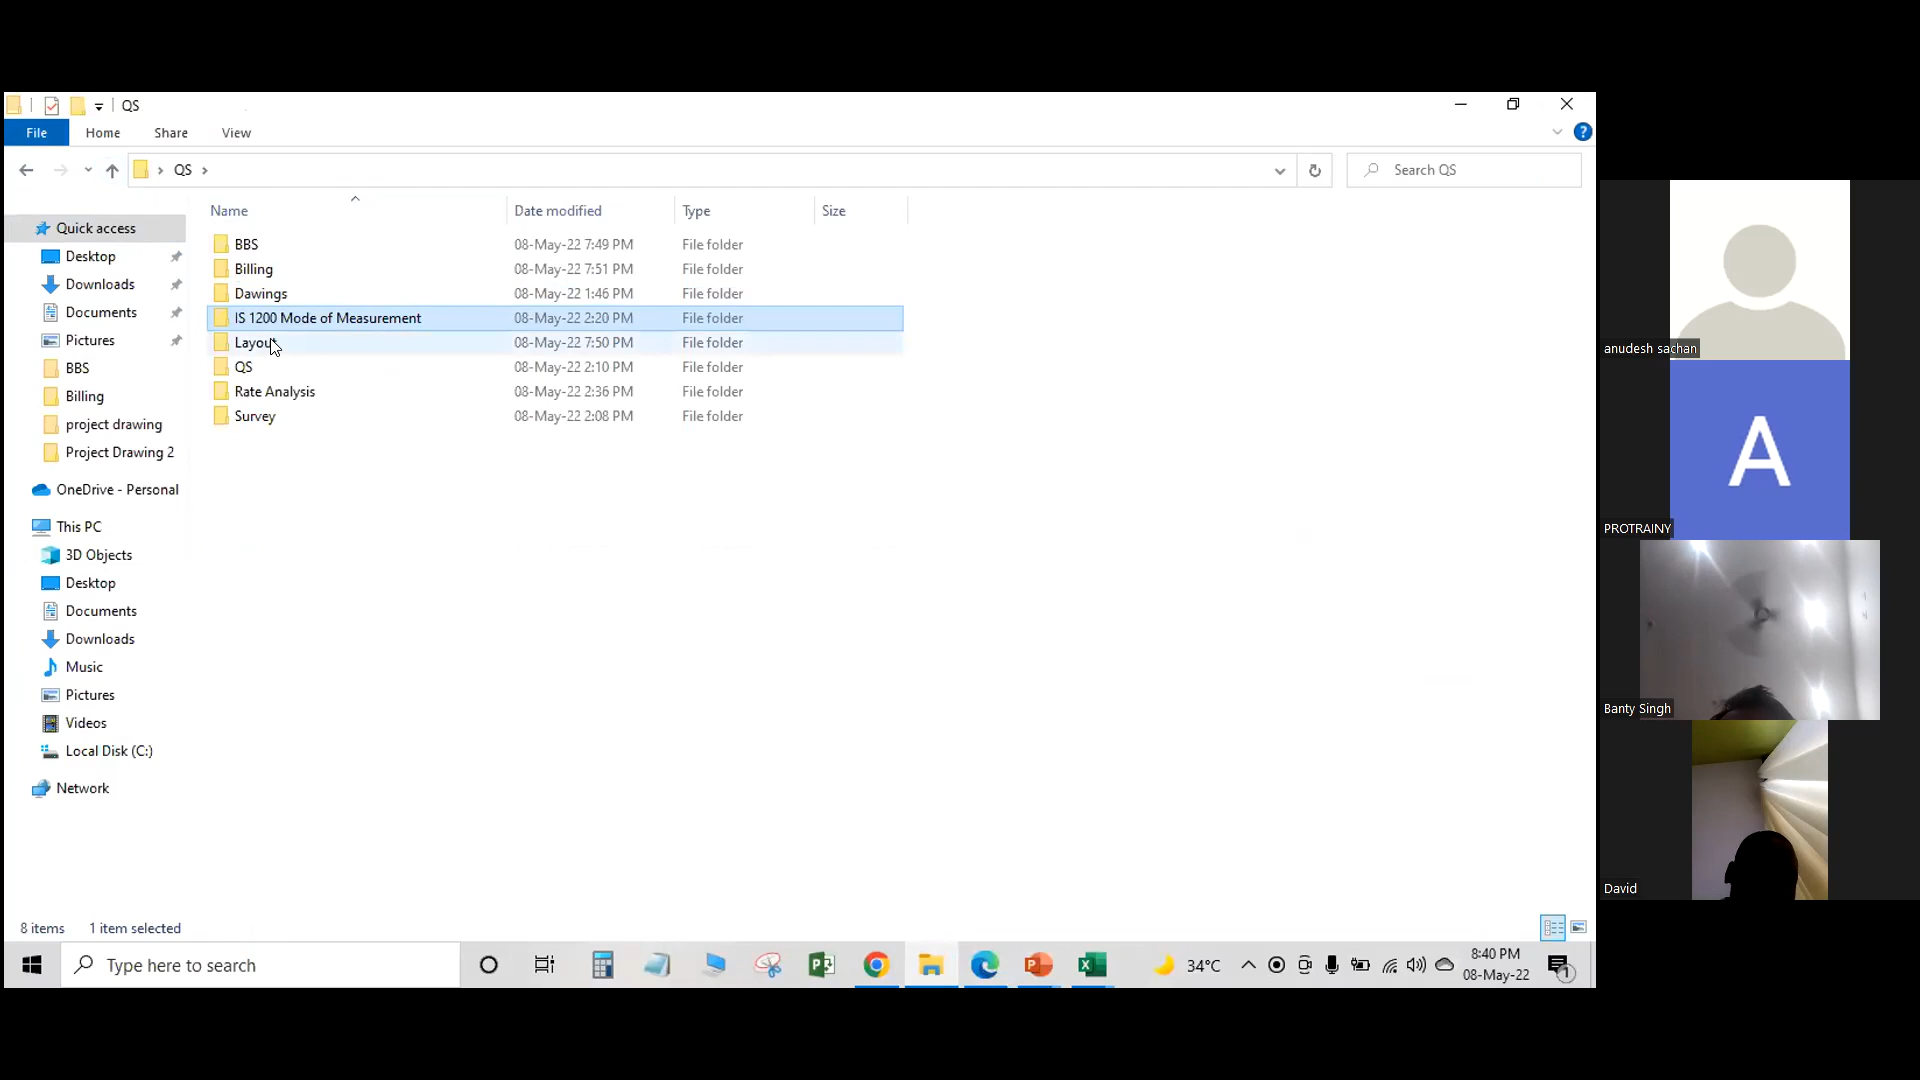 QS
File Home Share View
QS Search QS
Name Date modified Type Size
BBS 08-May-22 7:49 PM File folder
Billing 08-May-22 7:51 PM File folder
Dawings 08-May-22 1:46 PM File folder
IS 1200 Mode of Measurement 08-May-22 2:20 PM File folder
Layout 08-May-22 7:50 PM File folder
QS 08-May-22 2:10 PM File folder
Rate Analysis 08-May-22 2:36 PM File folder
Survey 08-May-22 2:08 PM File folder
Quick access
Desktop
Downloads
Documents
Pictures
BBS
Billing
project drawing
Project Drawing 2
OneDrive - Personal
This PC
3D Objects
Desktop
Documents
Downloads
Music
Pictures
Videos
Local Disk (C:)
Network
8 items 1 item selected
Type here to search
34°C
8:40 PM
08-May-22
1
anudesh sachan
A
PROTRAINY
Banty Singh
David